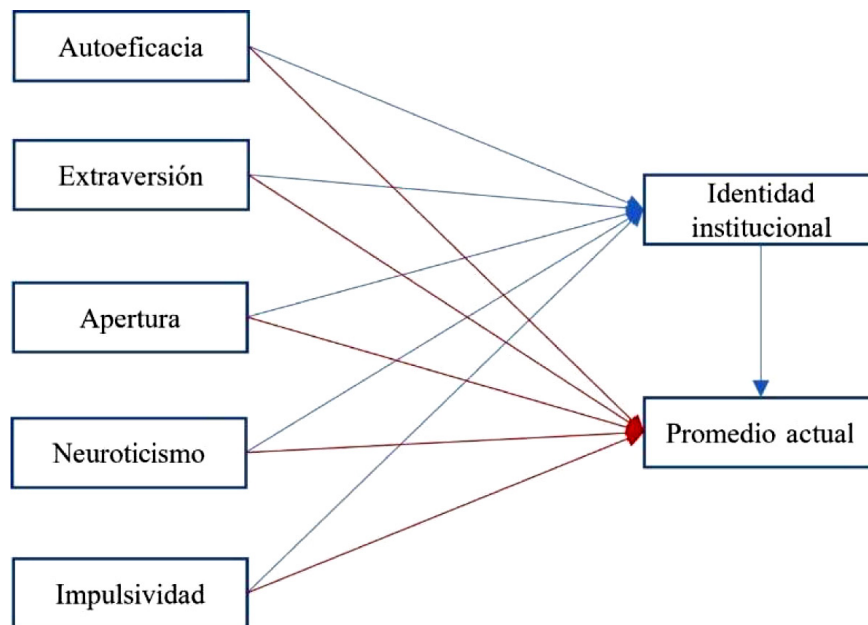 Autoeficacia
Extraversión
Apertura
Neuroticismo
Impulsividad
Identidad
institucional
Promedio actual